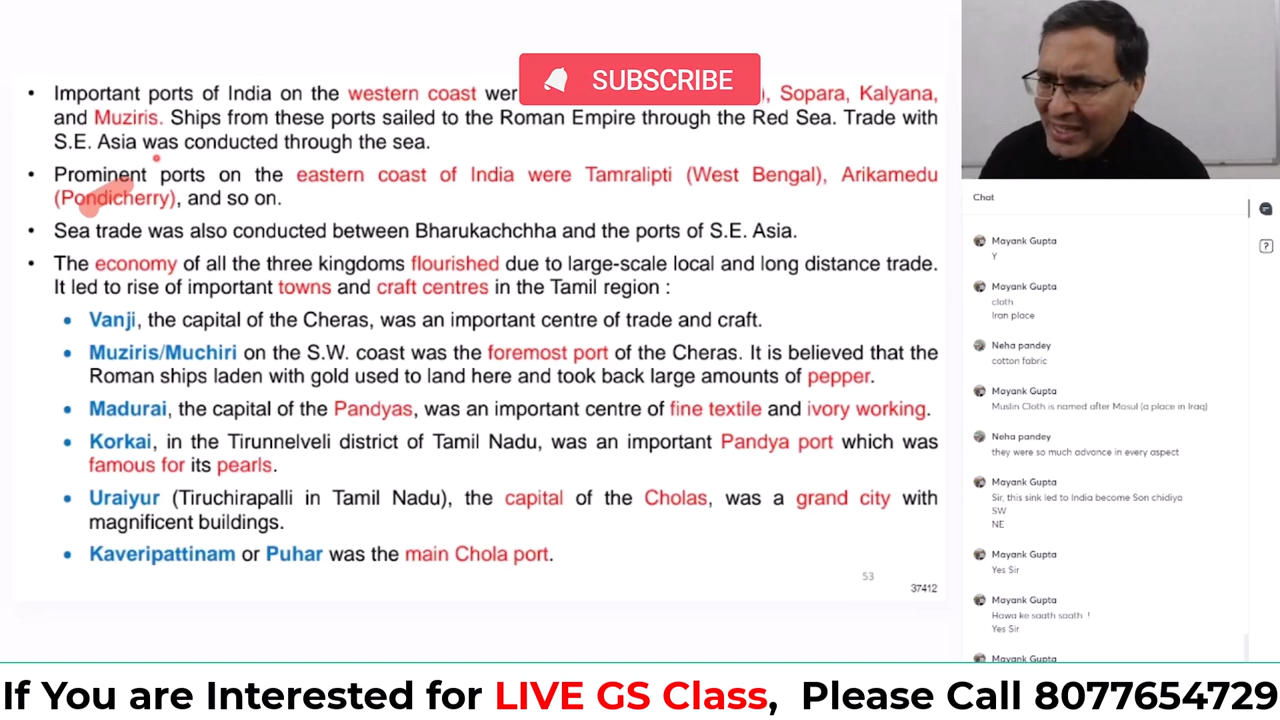 SUBSCRIBE
• Important ports of India on the western coast wer ), Sopara, Kalyana,
and Muziris. Ships from these ports sailed to the Roman Empire through the Red Sea. Trade with
S.E. Asia was conducted through the sea.
• Prominent ports on the eastern coast of India were Tamralipti (West Bengal), Arikamedu
(Pondicherry), and so on.
• Sea trade was also conducted between Bharukachchha and the ports of S.E. Asia.
• The economy of all the three kingdoms flourished due to large-scale local and long distance trade.
It led to rise of important towns and craft centres in the Tamil region :
• Vanji, the capital of the Cheras, was an important centre of trade and craft.
• Muziris/Muchiri on the S.W. coast was the foremost port of the Cheras. It is believed that the
Roman ships laden with gold used to land here and took back large amounts of pepper.
• Madurai, the capital of the Pandyas, was an important centre of fine textile and ivory working.
• Korkai, in the Tirunnelveli district of Tamil Nadu, was an important Pandya port which was
famous for its pearls.
• Uraiyur (Tiruchirapalli in Tamil Nadu), the capital of the Cholas, was a grand city with
magnificent buildings.
• Kaveripattinam or Puhar was the main Chola port.
53
37412
Chat
?
Mayank Gupta
Y
Mayank Gupta
cloth
Iran place
Neha pandey
cotton fabric
Mayank Gupta
Muslin Cloth is named after Mosul (a place in Iraq)
Neha pandey
they were so much advance in every aspect
Mayank Gupta
Sir, this sink led to India become Son chidiya
SW
NE
Mayank Gupta
Yes Sir
Mayank Gupta
Hawa ke saath saath !
Yes Sir
Mayank Gupta
If You are Interested for LIVE GS Class, Please Call 8077654729